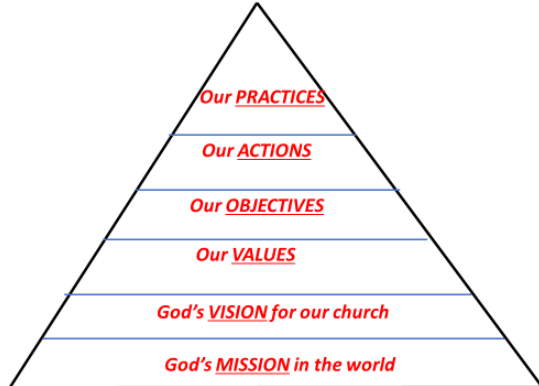 Our PRACTICES
Our ACTIONS
Our OBJECTIVES
Our VALUES
God's VISION for our church
God's MISSION in the world